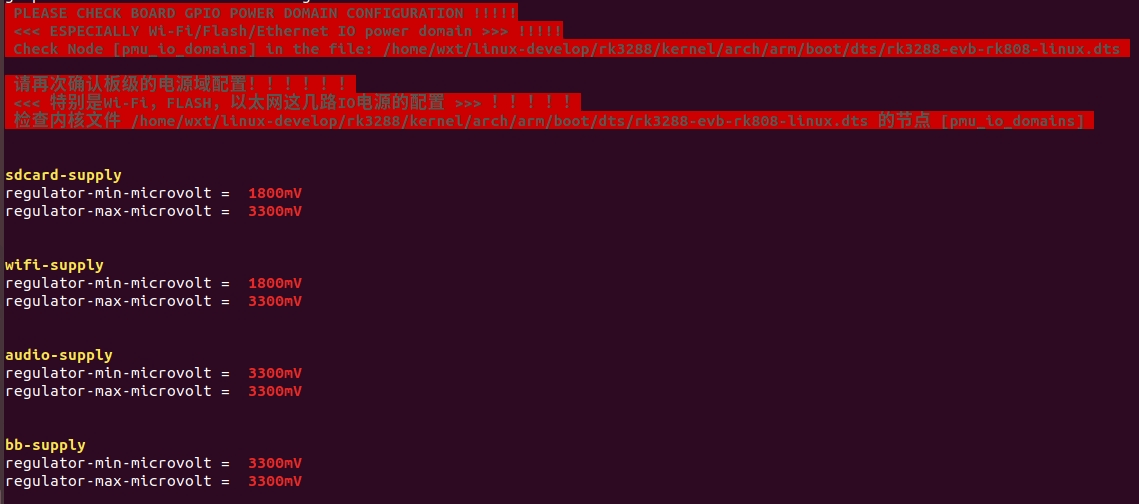 PLEASE CHECK BOARD GPIO POWER DOMAIN CONFIGURATION !!!!!
<<< ESPECIALLY Wi-Fi/Flash/Ethernet IO power domain >>> !!!!!
Check Node [pmu_io_domains] in the file: /home/wxt/linux-develop/rk3288/kernel/arch/arm/boot/dts/rk3288-evb-rk808-linux.dts
请再次确认板级的电源域配置！！！！！！
<<< 特别是Wi-Fi，FLASH，以太网这几路IO电源的配置 >>> ！！！！！
检查内核文件 /home/wxt/linux-develop/rk3288/kernel/arch/arm/boot/dts/rk3288-evb-rk808-linux.dts 的节点 [pmu_io_domains]
sdcard-supply
regulator-min-microvolt = 1800mV
regulator-max-microvolt = 3300mV
wifi-supply
regulator-min-microvolt = 1800mV
regulator-max-microvolt = 3300mV
audio-supply
regulator-min-microvolt = 3300mV
regulator-max-microvolt = 3300mV
bb-supply
regulator-min-microvolt = 3300mV
regulator-max-microvolt = 3300mV